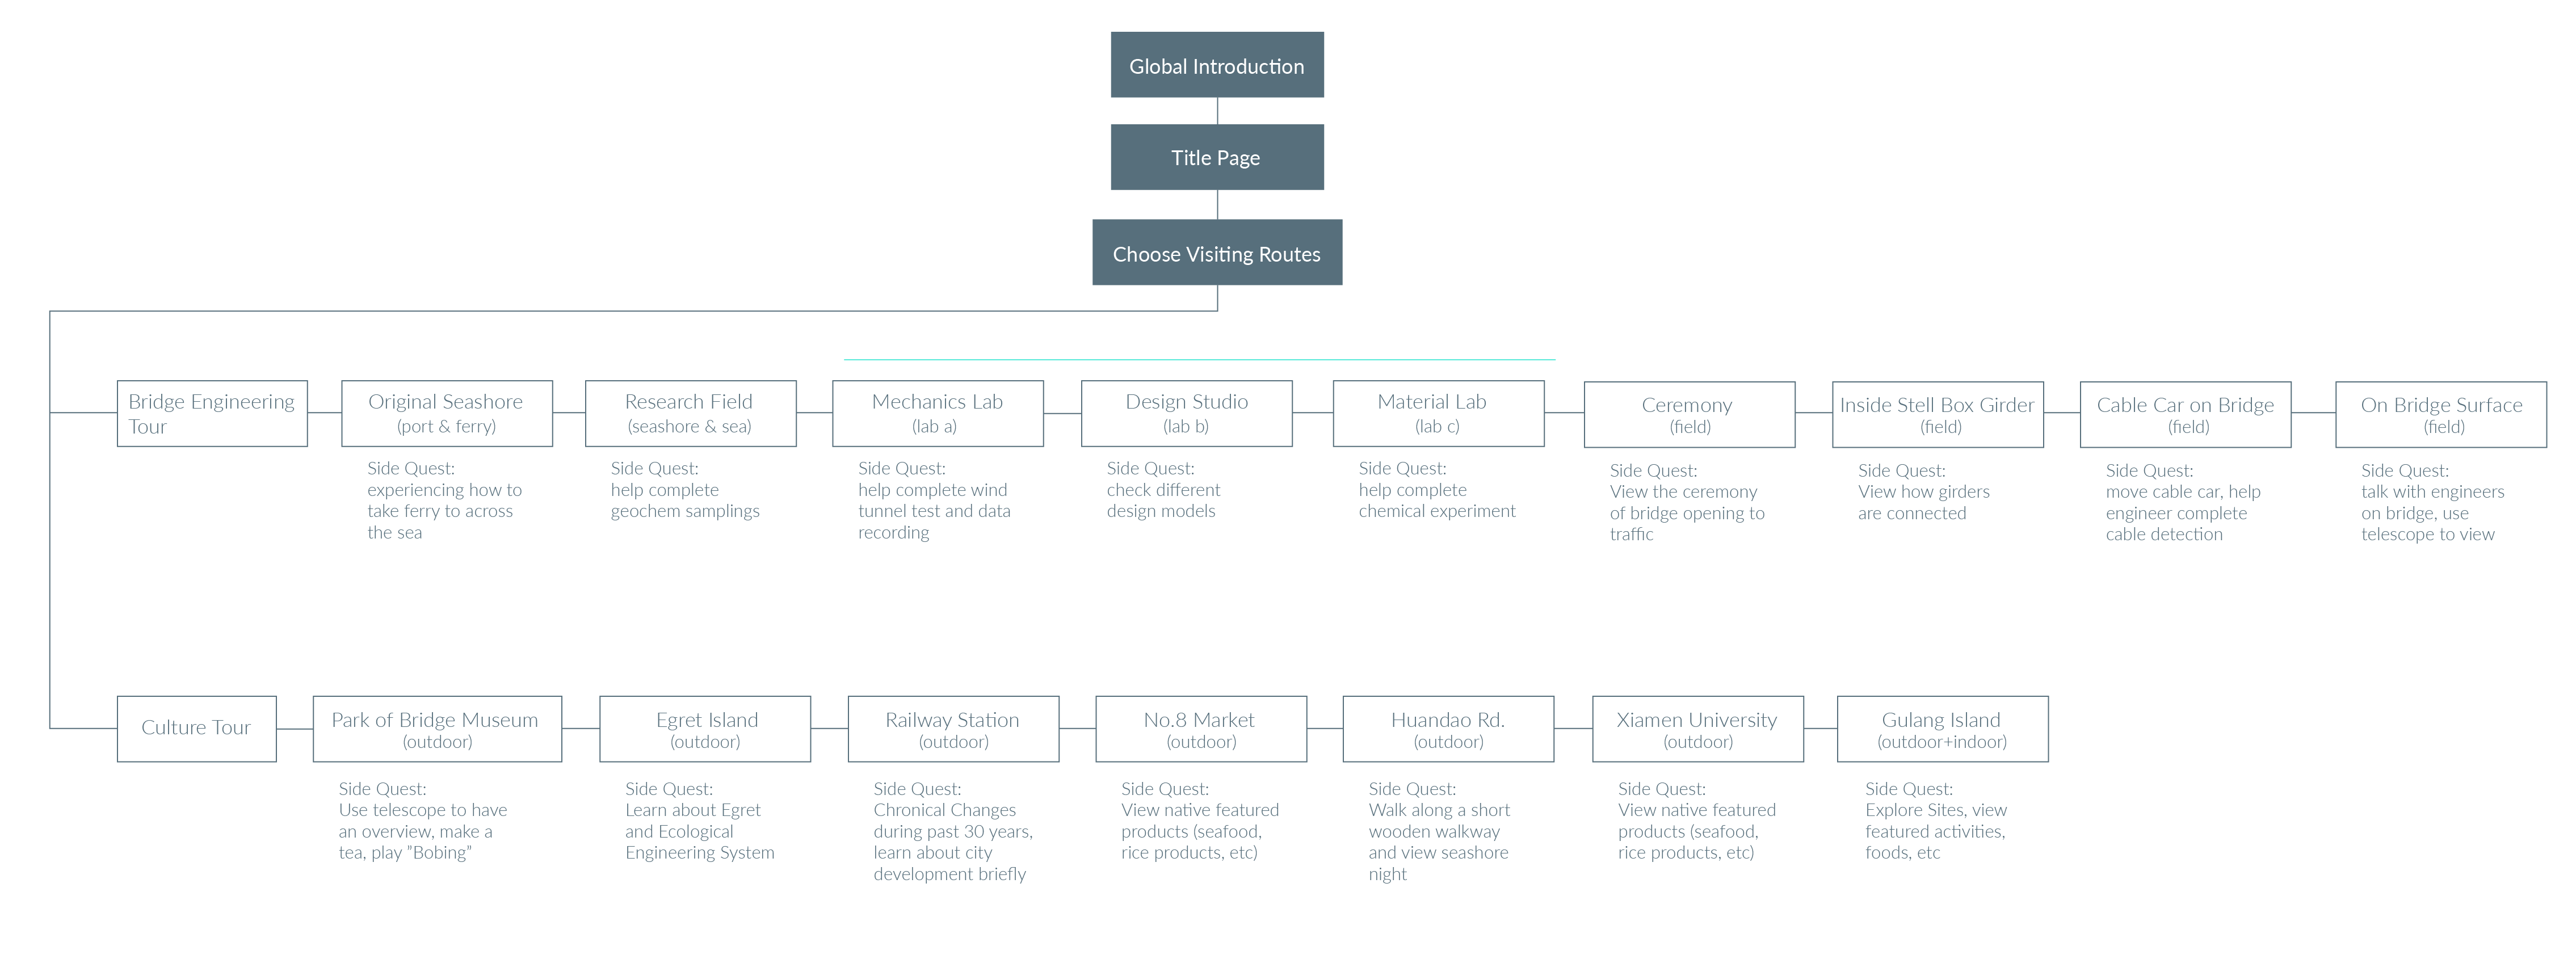 Global Introduction
Title Page
Choose Visiting Routes
Bridge Engineering
Tour
Original Seashore
(port & ferry)
Side Quest:
experiencing how to
take ferry to across
the sea
Research Field
(seashore & sea)
Side Quest:
help complete
geochem samplings
Mechanics Lab
(lab a)
Side Quest:
help complete wind
tunnel test and data
recording
Design Studio
(lab b)
Side Quest:
check different
design models
Material Lab
(lab c)
Side Quest:
help complete
chemical experiment
Ceremony
(field)
Side Quest:
View the ceremony
of bridge opening to
traffic
Inside Stell Box Girder
(field)
Side Quest:
View how girders
are connected
Cable Car on Bridge
(field)
Side Quest:
move cable car, help
engineer complete
cable detection
On Bridge Surface
(field)
Side Quest:
talk with engineers
on bridge, use
telescope to view
Culture Tour
Park of Bridge Museum
(outdoor)
Side Quest:
Use telescope to have
an overview, make a
tea, play ”Bobing”
Egret Island
(outdoor)
Side Quest:
Learn about Egret
and Ecological
Engineering System
Railway Station
(outdoor)
Side Quest:
Chronical Changes
during past 30 years,
learn about city
development briefly
No.8 Market
(outdoor)
Side Quest:
View native featured
products (seafood,
rice products, etc)
Huandao Rd.
(outdoor)
Side Quest:
Walk along a short
wooden walkway
and view seashore
night
Xiamen University
(outdoor)
Side Quest:
View native featured
products (seafood,
rice products, etc)
Gulang Island
(outdoor+indoor)
Side Quest:
Explore Sites, view
featured activities,
foods, etc